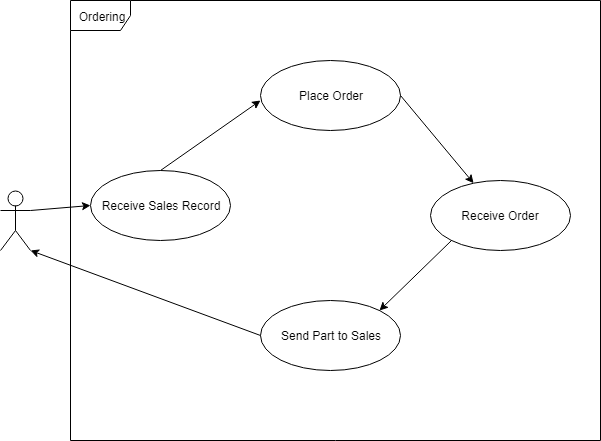 Ordering
Place Order
Receive Sales Record
Receive Order
Send Part to Sales